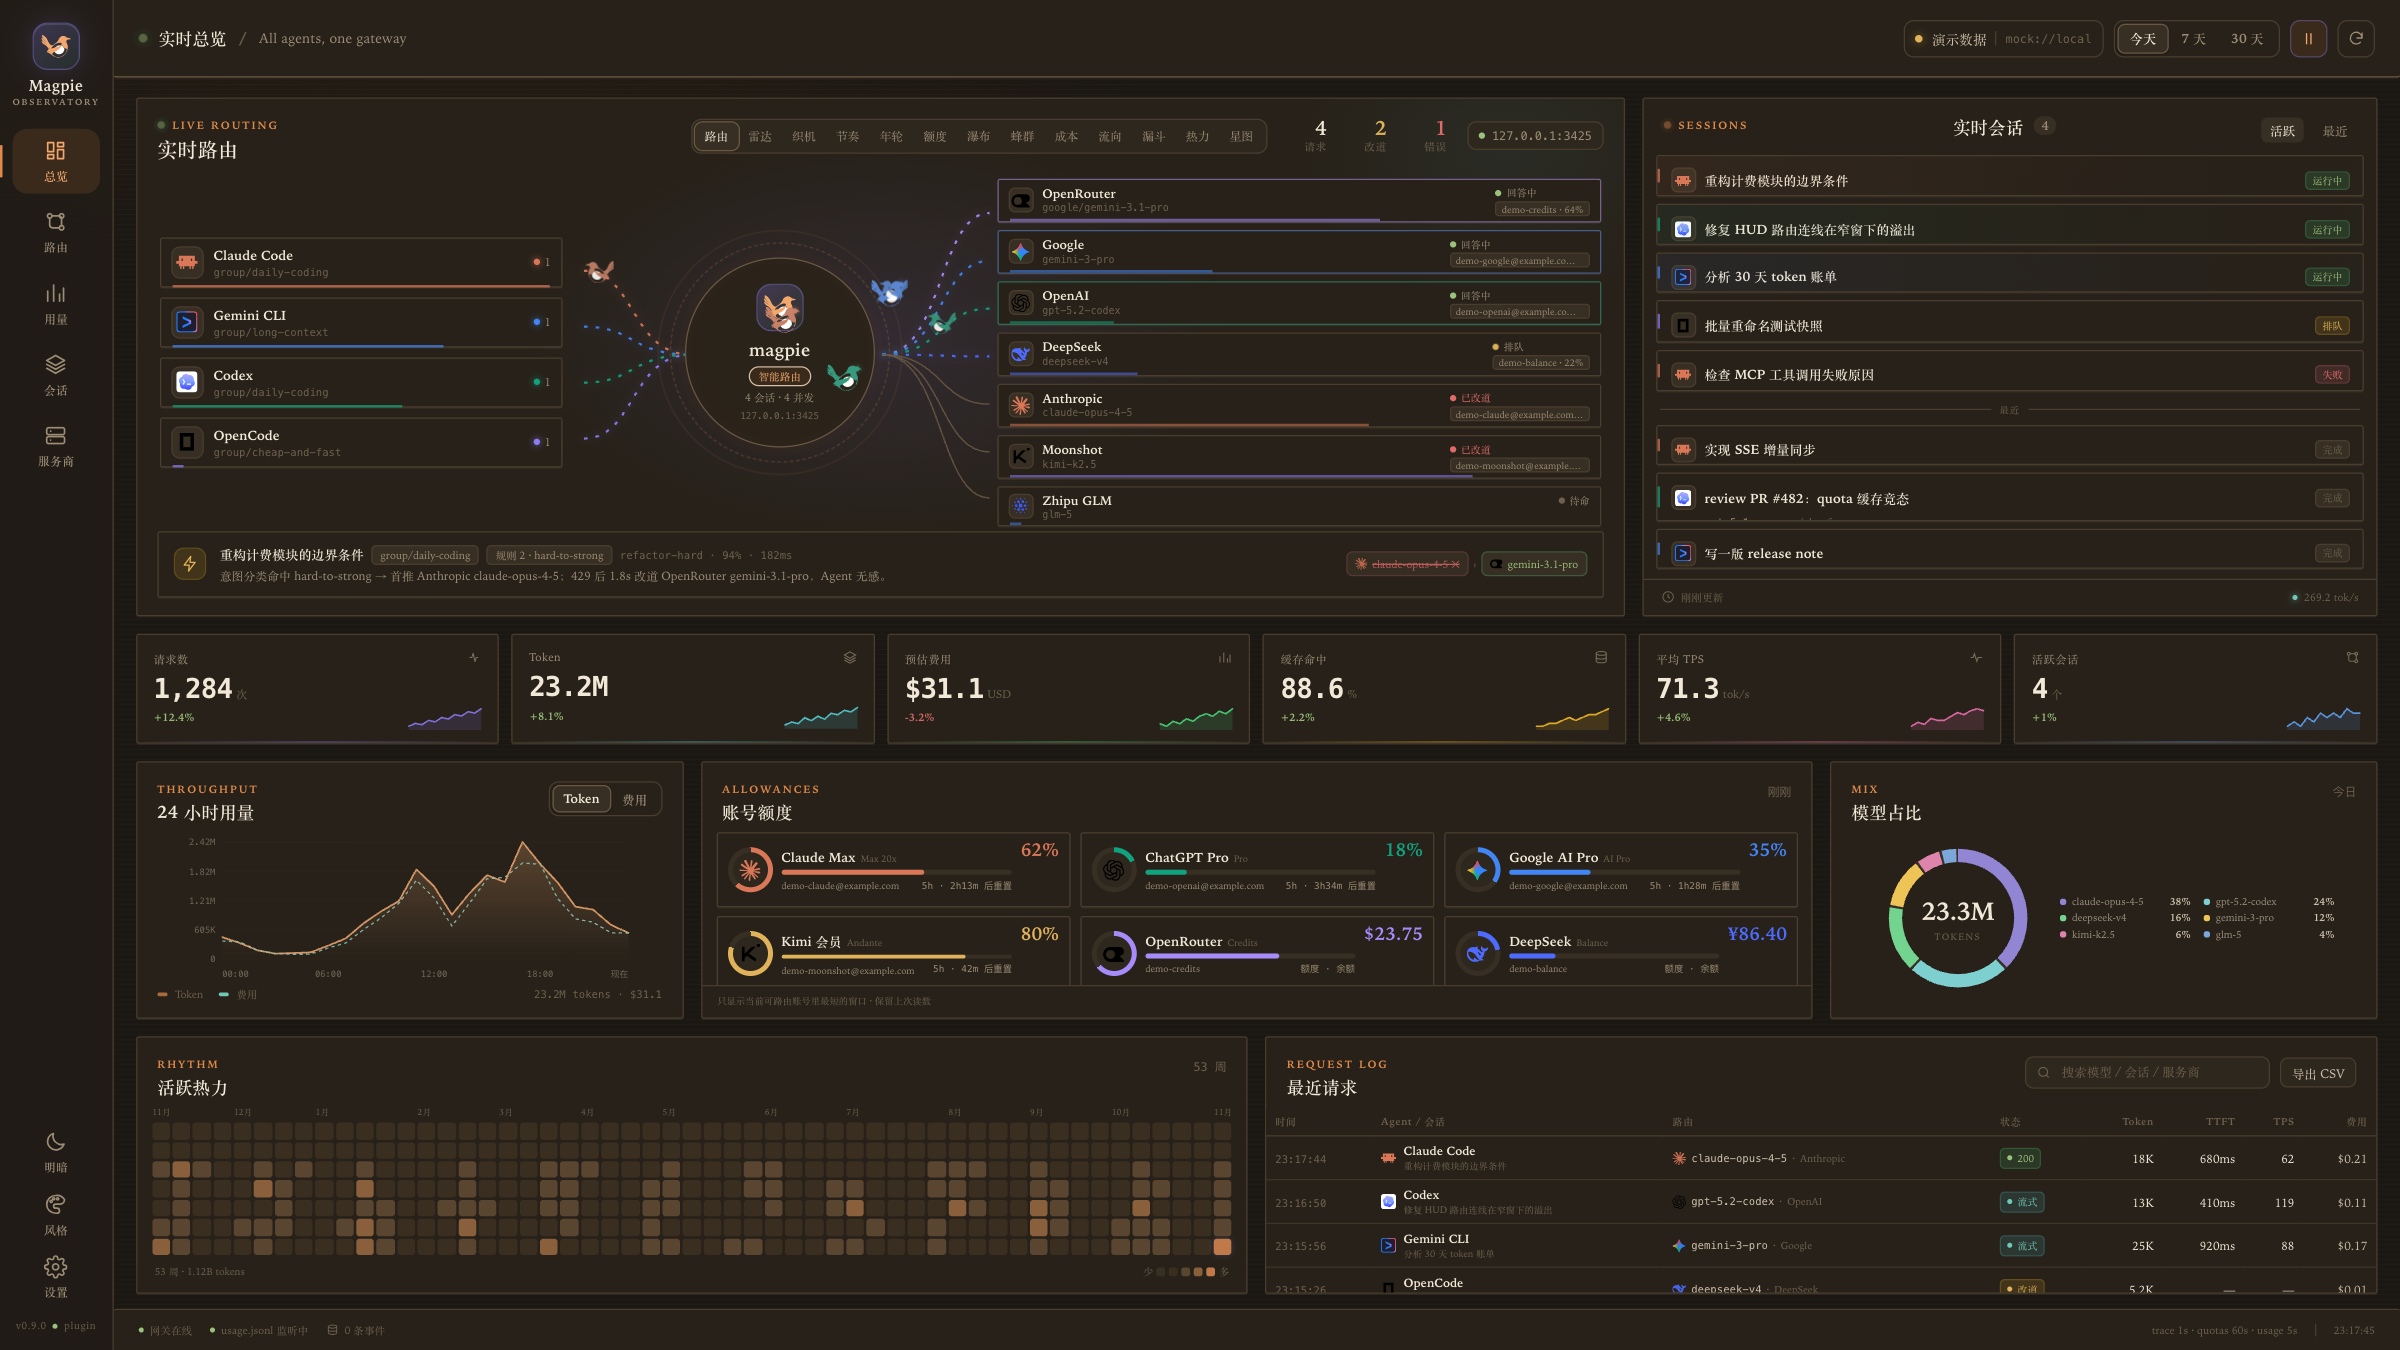 Magpie
OBSERVATORY
总览
路由
用量
会话
服务商
明暗
风格
设置
v0.9.0 ● plugin
实时总览 / All agents, one gateway
演示数据 | mock://local
今天 7 天 30 天
LIVE ROUTING
实时路由
路由 雷达 织机 节奏 年轮 额度 瀑布 蜂群 成本 流向 漏斗 热力 星图
4 请求
2 改道
1 错误
127.0.0.1:3425
Claude Code 1
group/daily-coding
Gemini CLI 1
group/long-context
Codex 1
group/daily-coding
OpenCode 1
group/cheap-and-fast
magpie
智能路由
4 会话 · 4 并发
127.0.0.1:3425
OpenRouter 回答中
google/gemini-3.1-pro demo-credits · 64%
Google 回答中
gemini-3-pro demo-google@example.co...
OpenAI 回答中
gpt-5.2-codex demo-openai@example.co...
DeepSeek 排队
deepseek-v4 demo-balance · 22%
Anthropic 已改道
claude-opus-4-5 demo-claude@example.com...
Moonshot 已改道
kimi-k2.5 demo-moonshot@example....
Zhipu GLM 待命
glm-5
重构计费模块的边界条件 group/daily-coding 规则 2 · hard-to-strong refactor-hard · 94% · 182ms
意图分类命中 hard-to-strong → 首推 Anthropic claude-opus-4-5；429 后 1.8s 改道 OpenRouter gemini-3.1-pro，Agent 无感。
claude-opus-4-5 ✕ › gemini-3.1-pro
SESSIONS
实时会话 4
活跃 最近
重构计费模块的边界条件 运行中
修复 HUD 路由连线在窄窗下的溢出 运行中
分析 30 天 token 账单 运行中
批量重命名测试快照 排队
检查 MCP 工具调用失败原因 失败
最近
实现 SSE 增量同步 完成
review PR #482：quota 缓存竞态 完成
写一版 release note 完成
刚刚更新 269.2 tok/s
请求数
1,284 次
+12.4%
Token
23.2M
+8.1%
预估费用
$31.1 USD
-3.2%
缓存命中
88.6 %
+2.2%
平均 TPS
71.3 tok/s
+4.6%
活跃会话
4 个
+1%
THROUGHPUT
24 小时用量
Token 费用
2.42M
1.82M
1.21M
605K
0
00:00 06:00 12:00 18:00 现在
Token 费用 23.2M tokens · $31.1
ALLOWANCES
账号额度
刚刚
Claude Max Max 20x 62%
demo-claude@example.com 5h · 2h13m 后重置
ChatGPT Pro Pro 18%
demo-openai@example.com 5h · 3h34m 后重置
Google AI Pro AI Pro 35%
demo-google@example.com 5h · 1h28m 后重置
Kimi 会员 Andante 80%
demo-moonshot@example.com 5h · 42m 后重置
OpenRouter Credits $23.75
demo-credits 额度 · 余额
DeepSeek Balance ¥86.40
demo-balance 额度 · 余额
只显示当前可路由账号里最短的窗口 · 保留上次读数
MIX
模型占比
今日
23.3M
TOKENS
claude-opus-4-5 38% gpt-5.2-codex 24%
deepseek-v4 16% gemini-3-pro 12%
kimi-k2.5 6% glm-5 4%
RHYTHM
活跃热力
53 周
11月 12月 1月 2月 3月 4月 5月 6月 7月 8月 9月 10月 11月
53 周 · 1.12B tokens
少 多
REQUEST LOG
最近请求
搜索模型 / 会话 / 服务商
导出 CSV
时间 Agent / 会话 路由 状态 Token TTFT TPS 费用
23:17:44 Claude Code claude-opus-4-5 · Anthropic 200 18K 680ms 62 $0.21
重构计费模块的边界条件
23:16:50 Codex gpt-5.2-codex · OpenAI 流式 13K 410ms 119 $0.11
修复 HUD 路由连线在窄窗下的溢出
23:15:56 Gemini CLI gemini-3-pro · Google 流式 25K 920ms 88 $0.17
分析 30 天 token 账单
23:15:26 OpenCode deepseek-v4 · DeepSeek 改道 5.2K — — $0.01
网关在线 usage.jsonl 监听中 0 条事件
trace 1s · quotas 60s · usage 5s | 23:17:45